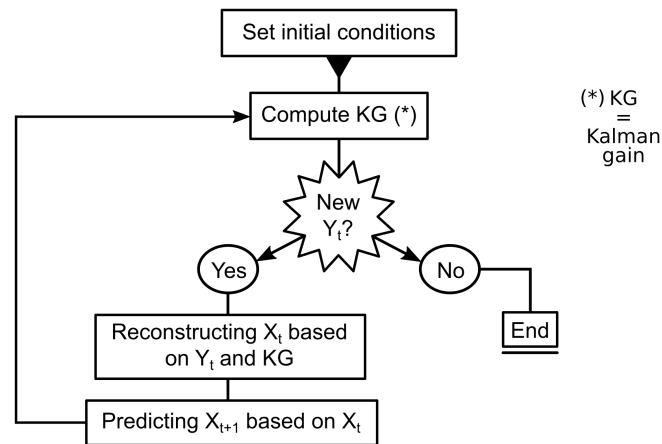 Set initial conditions
Compute KG (*)
(*) KG
=
Kalman
gain
New
Yₜ?
Yes
No
Reconstructing Xₜ based
on Yₜ and KG
End
Predicting Xₜ₊₁ based on Xₜ